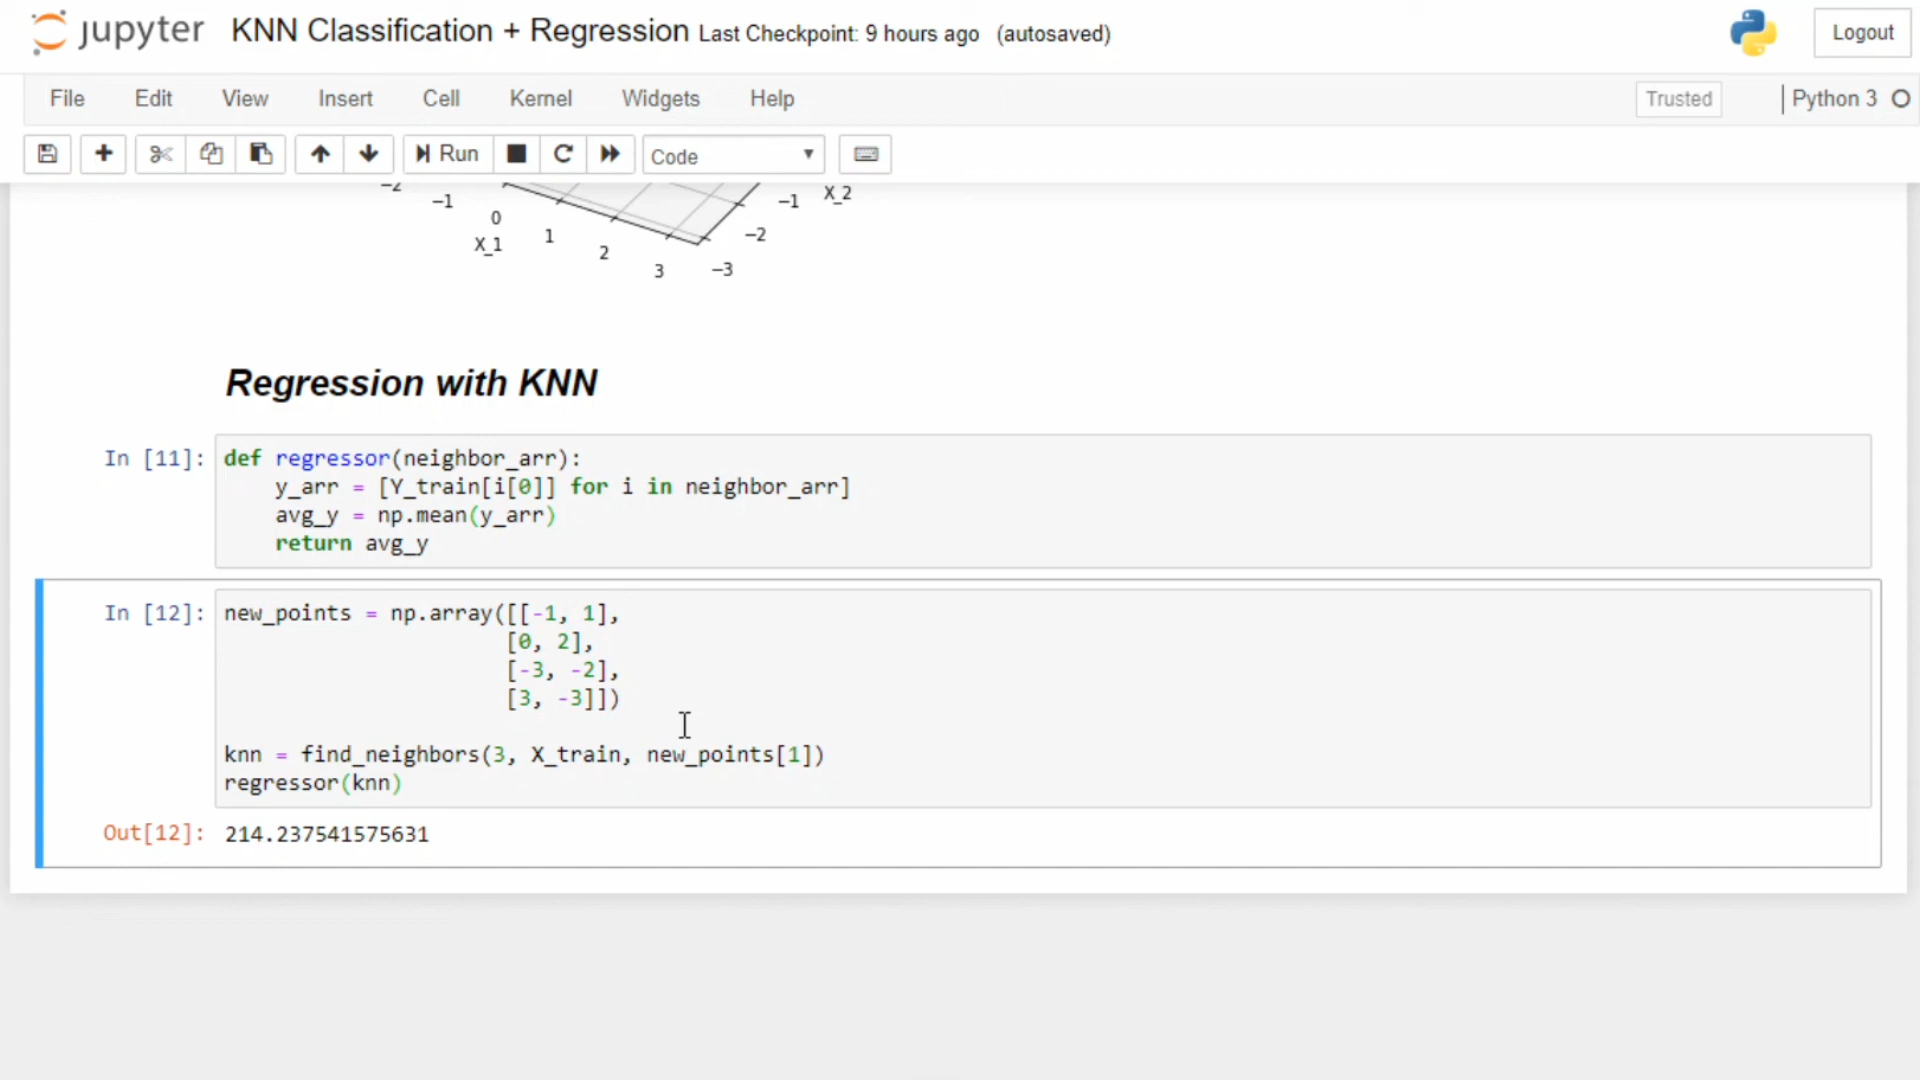 jupyter KNN Classification + Regression Last Checkpoint: 9 hours ago (autosaved) Logout
File Edit View Insert Cell Kernel Widgets Help Trusted Python 3
Run Code
−2
−1
0
X_1
1
2
3
−3
−2
−1
X_2
Regression with KNN
In [11]: def regressor(neighbor_arr):
y_arr = [Y_train[i[0]] for i in neighbor_arr]
avg_y = np.mean(y_arr)
return avg_y
In [12]: new_points = np.array([[-1, 1],
[0, 2],
[-3, -2],
[3, -3]])
knn = find_neighbors(3, X_train, new_points[1])
regressor(knn)
Out[12]: 214.237541575631